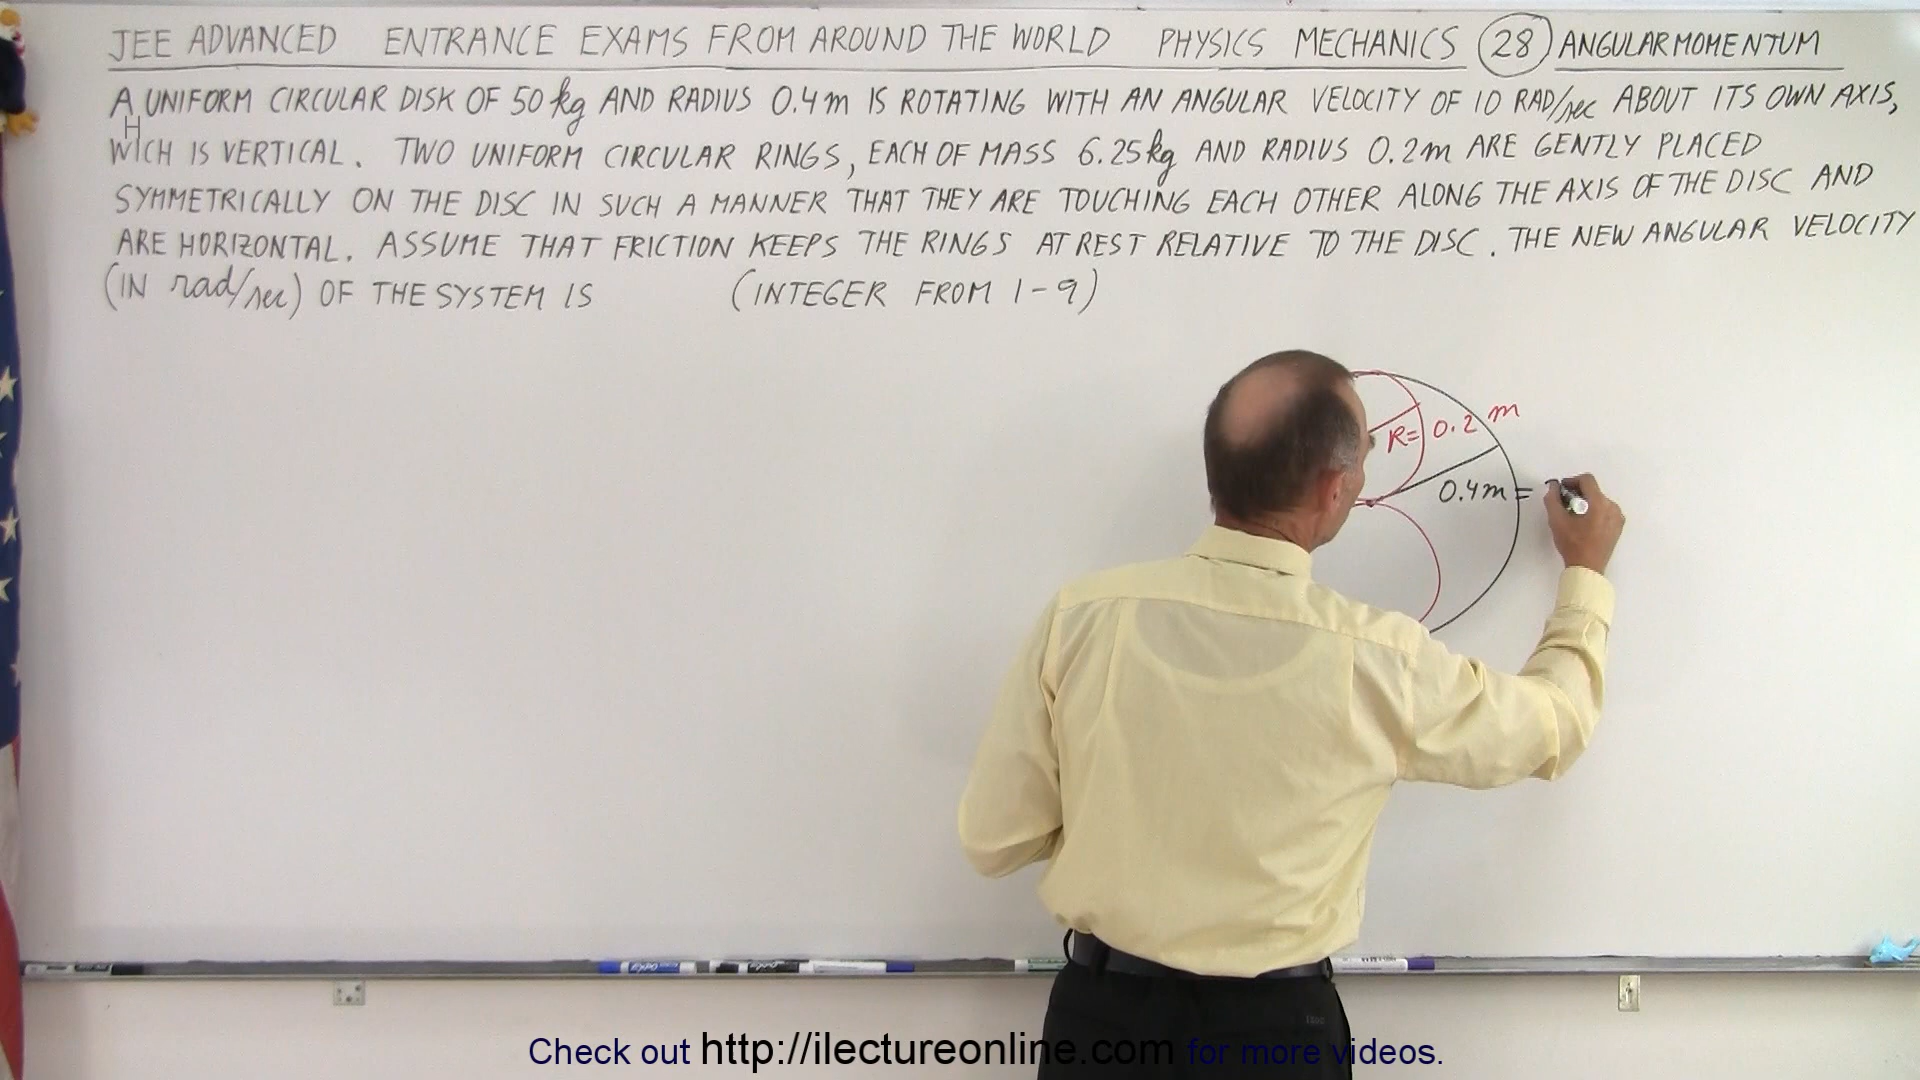 JEE ADVANCED ENTRANCE EXAMS FROM AROUND THE WORLD PHYSICS MECHANICS 28 ANGULAR MOMENTUM
A UNIFORM CIRCULAR DISK OF 50 kg AND RADIUS 0.4 m IS ROTATING WITH AN ANGULAR VELOCITY OF 10 RAD/sec ABOUT ITS OWN AXIS,
WHICH IS VERTICAL. TWO UNIFORM CIRCULAR RINGS, EACH OF MASS 6.25 kg AND RADIUS 0.2m ARE GENTLY PLACED
SYMMETRICALLY ON THE DISC IN SUCH A MANNER THAT THEY ARE TOUCHING EACH OTHER ALONG THE AXIS OF THE DISC AND
ARE HORIZONTAL. ASSUME THAT FRICTION KEEPS THE RINGS AT REST RELATIVE TO THE DISC. THE NEW ANGULAR VELOCITY
(IN rad/sec) OF THE SYSTEM IS (INTEGER FROM 1-9)
R= 0.2 m
0.4m =
Check out http://ilectureonline.com for more videos.